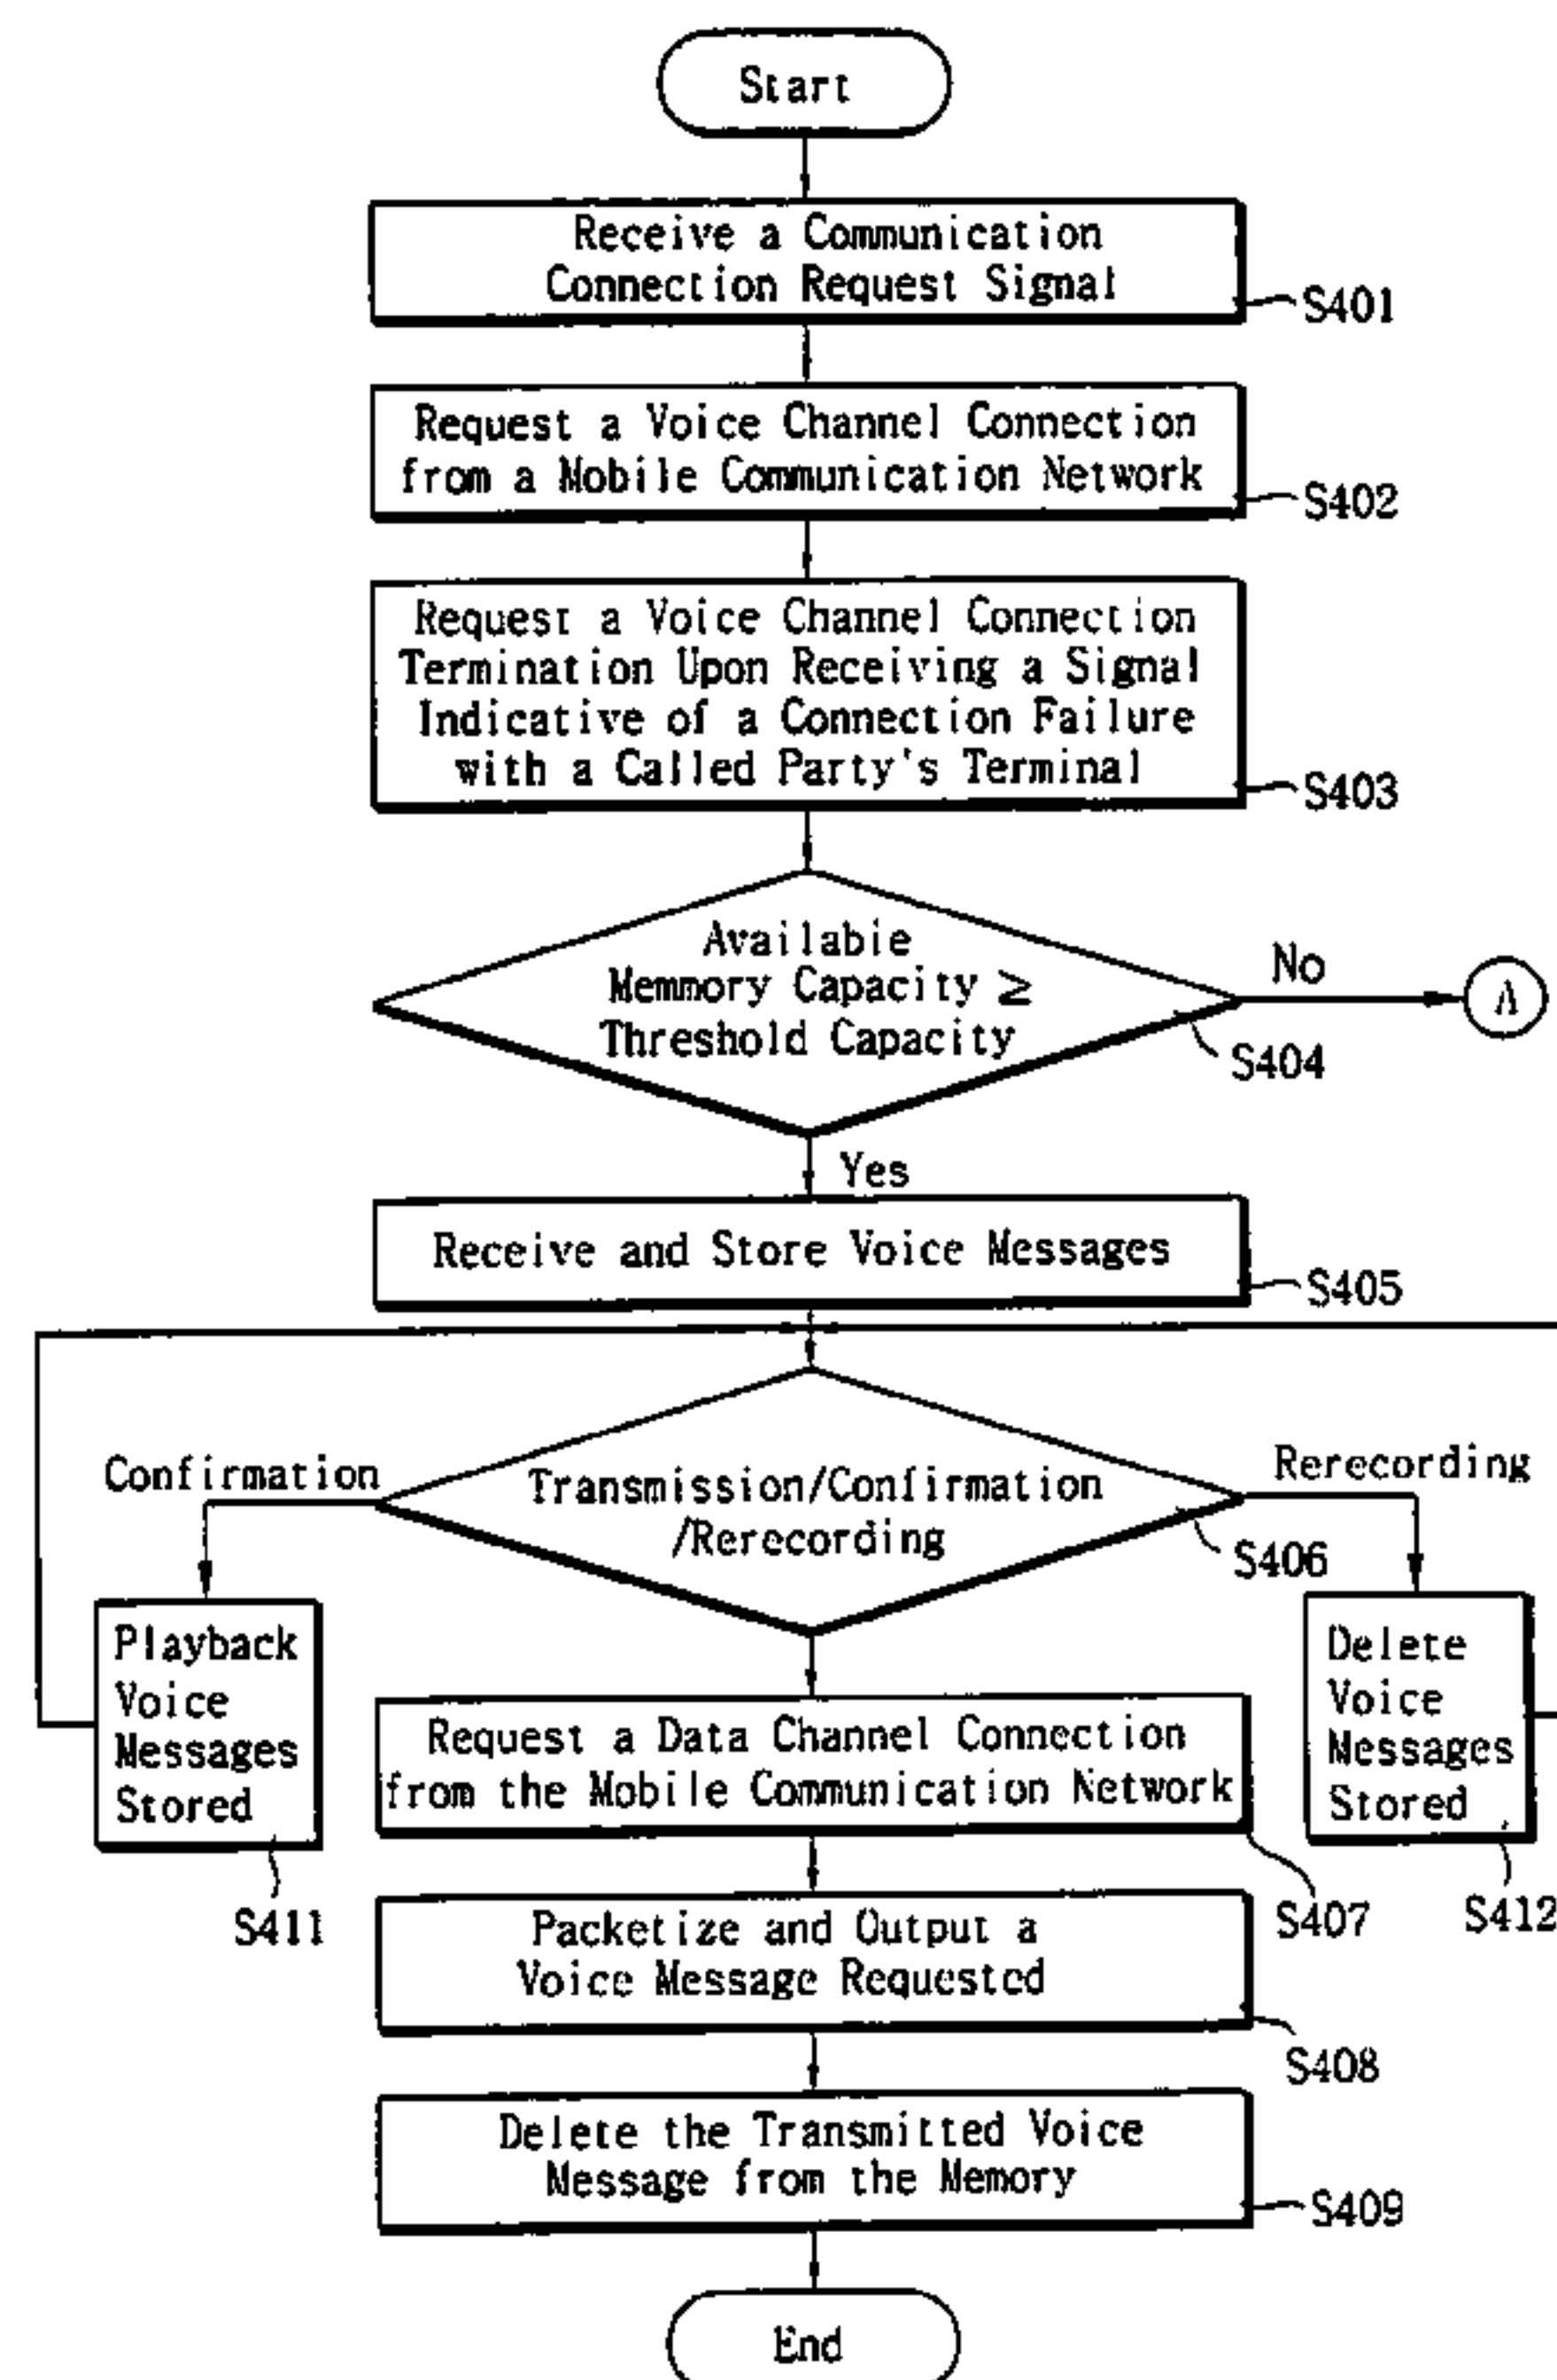 Start
Receive a Communication
Connection Request Signal
S401
Request a Voice Channel Connection
from a Mobile Communication Network
S402
Request a Voice Channel Connection
Termination Upon Receiving a Signal
Indicative of a Connection Failure
with a Called Party's Terminal
S403
Available
Memmory Capacity ≥
Threshold Capacity
No
A
S404
Yes
Receive and Store Voice Messages
S405
Confirmation
Transmission/Confirmation
/Rerecording
Rerecording
S406
Playback
Voice
Messages
Stored
S411
Request a Data Channel Connection
from the Mobile Communication Network
S407
Delete
Voice
Messages
Stored
S412
Packetize and Output a
Voice Message Requested
S408
Delete the Transmitted Voice
Message from the Memory
S409
End